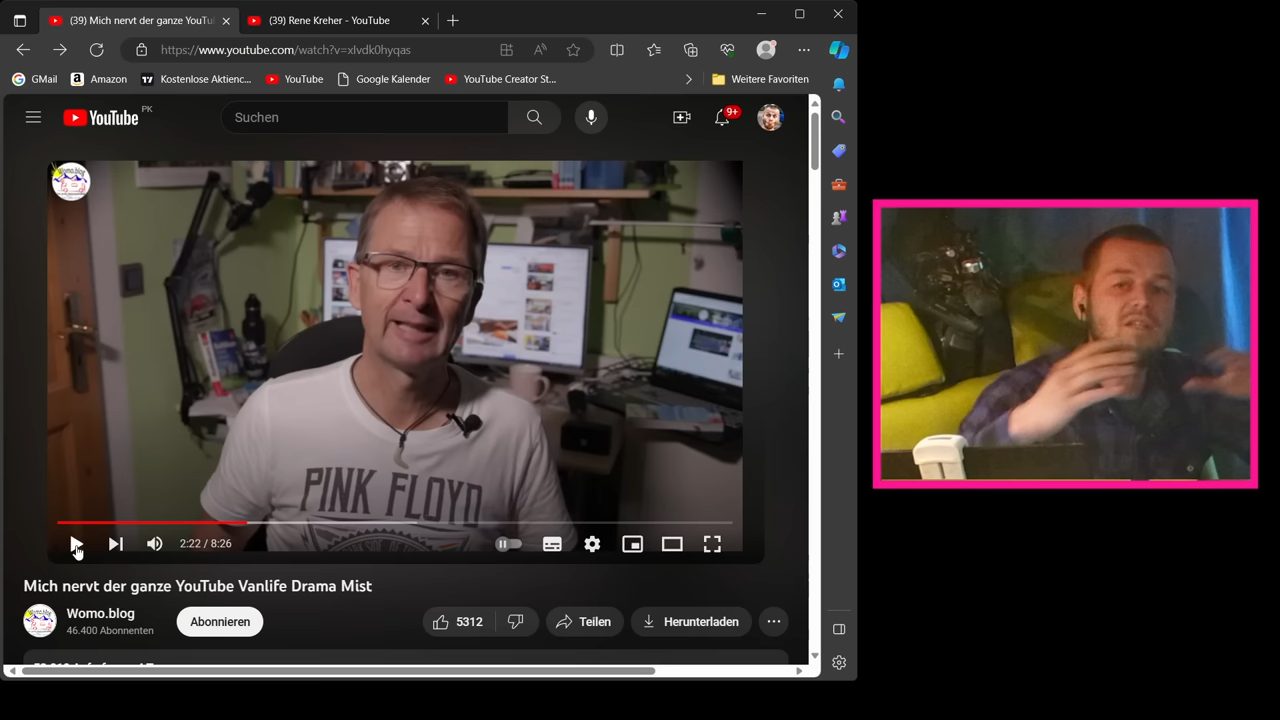 (39) Mich nervt der ganze YouTu
(39) Rene Kreher - YouTube
https://www.youtube.com/watch?v=xlvdk0hyqas
GMail
Amazon
Kostenlose Aktienc...
YouTube
Google Kalender
YouTube Creator St...
Weitere Favoriten
YouTube PK
Suchen
9+
Womo.blog
PINK FLOYD
2:22 / 8:26
Mich nervt der ganze YouTube Vanlife Drama Mist
Womo.blog
46.400 Abonnenten
Abonnieren
5312
Teilen
Herunterladen